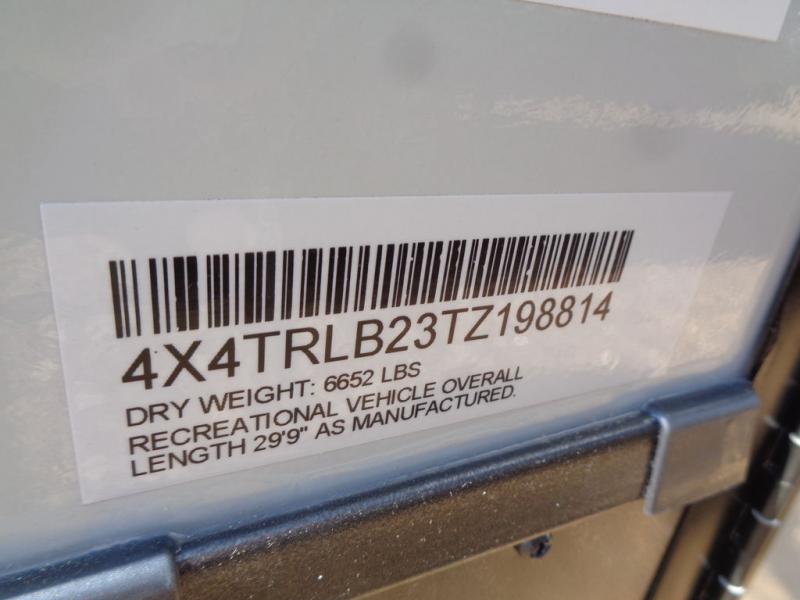 4X4TRLB23TZ198814
DRY WEIGHT: 6652 LBS
RECREATIONAL VEHICLE OVERALL
LENGTH 29'9" AS MANUFACTURED.